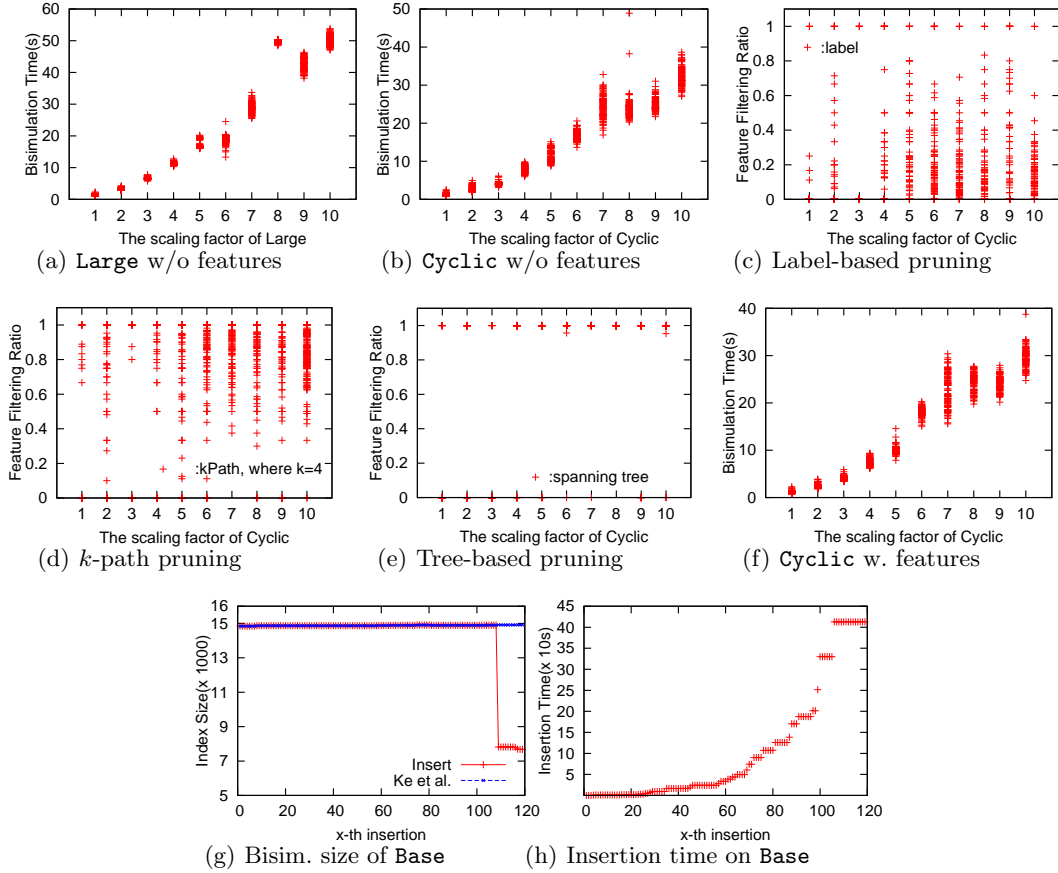 60
50
40
30
20
10
0
Bisimulation Time(s)
1 2 3 4 5 6 7 8 9 10
The scaling factor of Large
(a) Large w/o features
50
40
30
20
10
0
Bisimulation Time(s)
1 2 3 4 5 6 7 8 9 10
The scaling factor of Cyclic
(b) Cyclic w/o features
1
0.8
0.6
0.4
0.2
0
Feature Filtering Ratio
:label
1 2 3 4 5 6 7 8 9 10
The scaling factor of Cyclic
(c) Label-based pruning
1
0.8
0.6
0.4
0.2
0
Feature Filtering Ratio
:kPath, where k=4
1 2 3 4 5 6 7 8 9 10
The scaling factor of Cyclic
(d) k-path pruning
1
0.8
0.6
0.4
0.2
0
Feature Filtering Ratio
:spanning tree
1 2 3 4 5 6 7 8 9 10
The scaling factor of Cyclic
(e) Tree-based pruning
40
30
20
10
0
Bisimulation Time(s)
1 2 3 4 5 6 7 8 9 10
The scaling factor of Cyclic
(f) Cyclic w. features
16
15
13
11
9
7
5
Index Size(x 1000)
Insert
Ke et al.
0 20 40 60 80 100 120
x-th insertion
(g) Bisim. size of Base
45
40
35
30
25
20
15
10
5
Insertion Time(x 10s)
0 20 40 60 80 100 120
x-th insertion
(h) Insertion time on Base